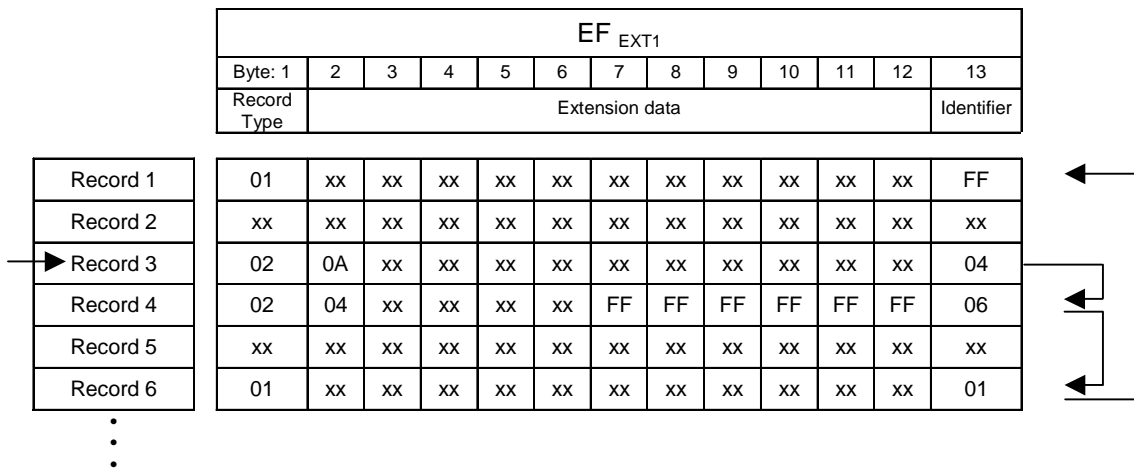 EF EXT1
Byte: 1 2 3 4 5 6 7 8 9 10 11 12 13
Record Type Extension data Identifier
Record 1 01 xx xx xx xx xx xx xx xx xx xx xx FF
Record 2 xx xx xx xx xx xx xx xx xx xx xx xx xx
Record 3 02 0A xx xx xx xx xx xx xx xx xx xx 04
Record 4 02 04 xx xx xx xx FF FF FF FF FF FF 06
Record 5 xx xx xx xx xx xx xx xx xx xx xx xx xx
Record 6 01 xx xx xx xx xx xx xx xx xx xx xx 01